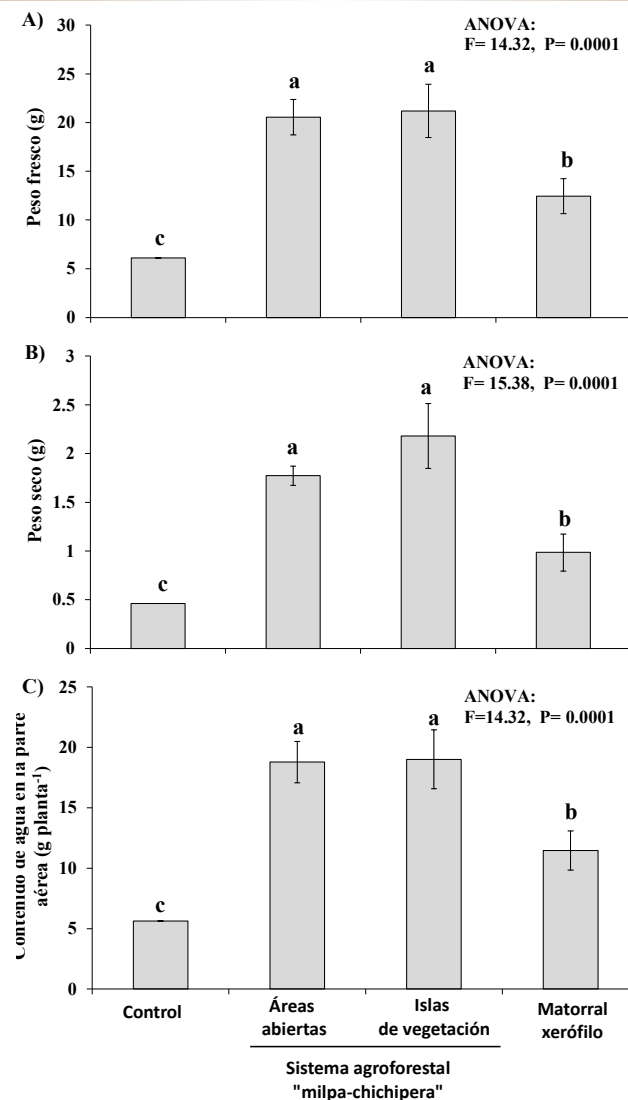 A)
ANOVA:
F= 14.32, P= 0.0001
Peso fresco (g)
35
30
25
20
15
10
5
0
c
a
a
b
B)
ANOVA:
F= 15.38, P= 0.0001
Peso seco (g)
3
2.5
2
1.5
1
0.5
0
c
a
a
b
C)
ANOVA:
F=14.32, P= 0.0001
Contenido de agua en la parte
aérea (g planta-1)
25
20
15
10
5
0
c
a
a
b
Control
Áreas
abiertas
Islas
de vegetación
Matorral
xerófilo
Sistema agroforestal
"milpa-chichipera"